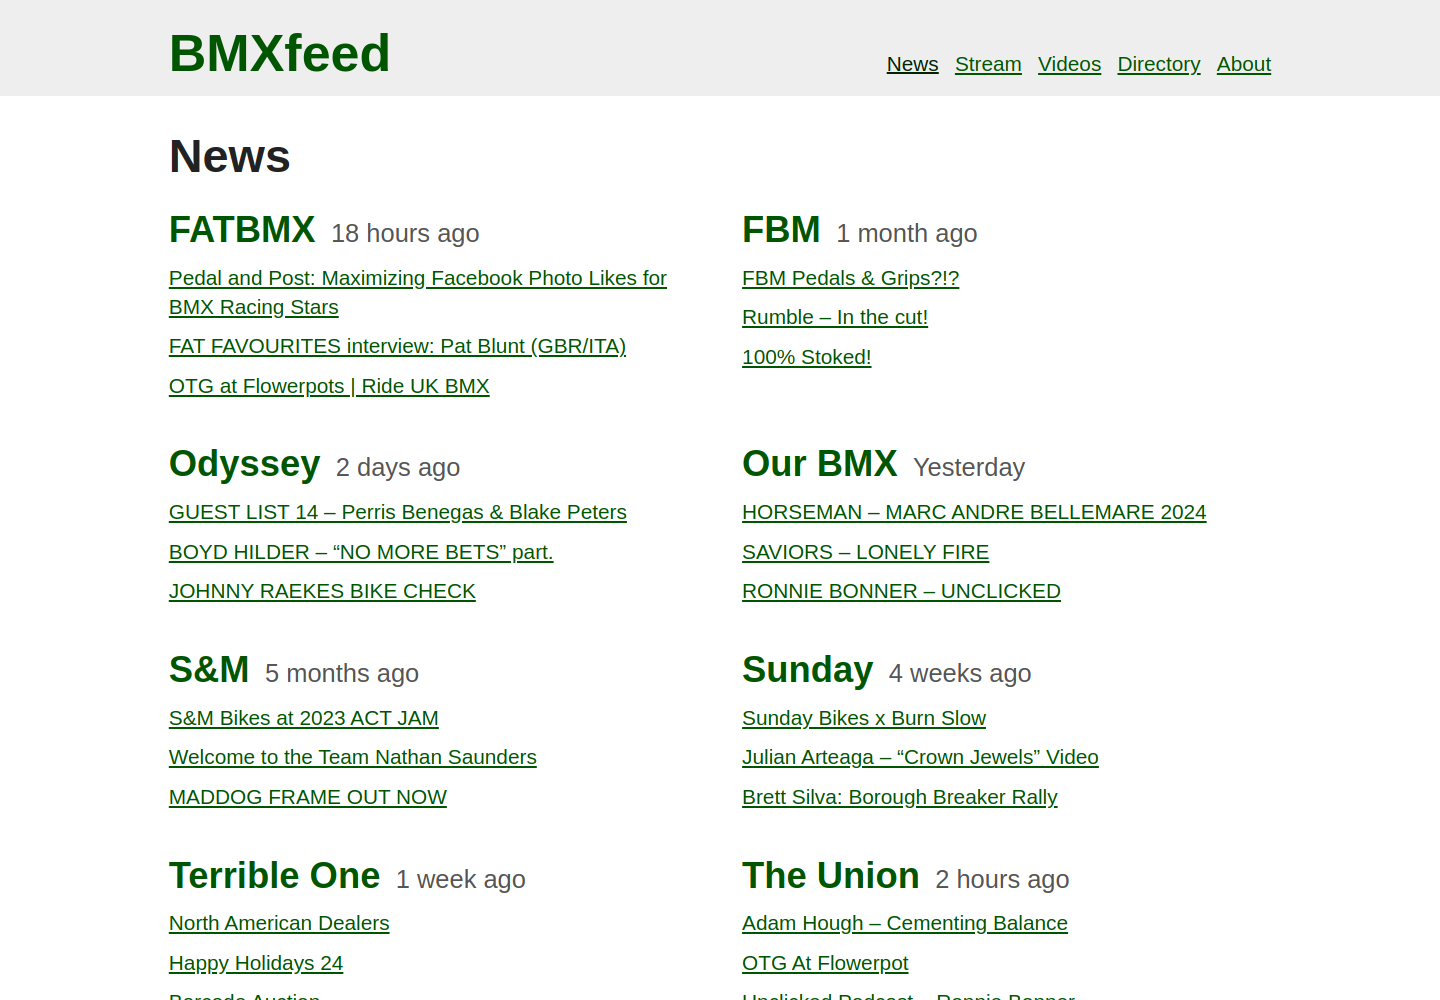 BMXfeed
News Stream Videos Directory About
News
FATBMX 18 hours ago
Pedal and Post: Maximizing Facebook Photo Likes for
BMX Racing Stars
FAT FAVOURITES interview: Pat Blunt (GBR/ITA)
OTG at Flowerpots | Ride UK BMX
FBM 1 month ago
FBM Pedals & Grips?!?
Rumble – In the cut!
100% Stoked!
Odyssey 2 days ago
GUEST LIST 14 – Perris Benegas & Blake Peters
BOYD HILDER – “NO MORE BETS” part.
JOHNNY RAEKES BIKE CHECK
Our BMX Yesterday
HORSEMAN – MARC ANDRE BELLEMARE 2024
SAVIORS – LONELY FIRE
RONNIE BONNER – UNCLICKED
S&M 5 months ago
S&M Bikes at 2023 ACT JAM
Welcome to the Team Nathan Saunders
MADDOG FRAME OUT NOW
Sunday 4 weeks ago
Sunday Bikes x Burn Slow
Julian Arteaga – “Crown Jewels” Video
Brett Silva: Borough Breaker Rally
Terrible One 1 week ago
North American Dealers
Happy Holidays 24
Barcade Auction
The Union 2 hours ago
Adam Hough – Cementing Balance
OTG At Flowerpot
Unclicked Podcast – Ronnie Bonner